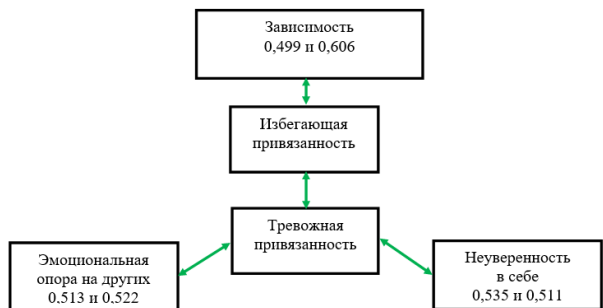 Зависимость
0,499 и 0,606
Избегающая
привязанность
Тревожная
привязанность
Эмоциональная
опора на других
0,513 и 0,522
Неуверенность
в себе
0,535 и 0,511